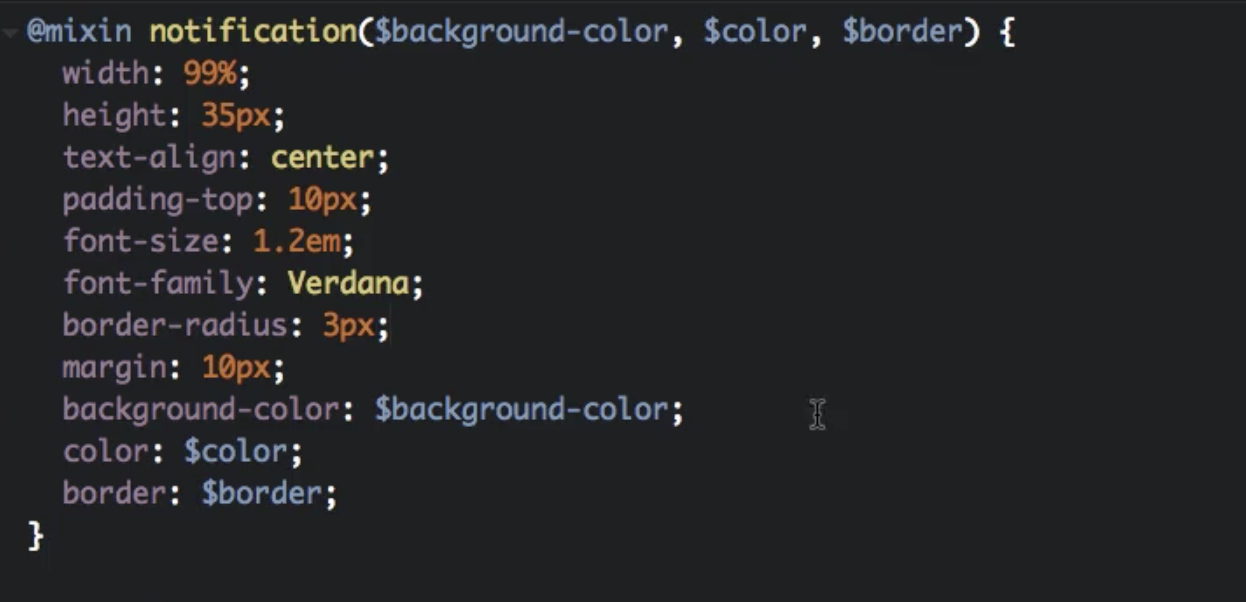 @mixin notification($background-color, $color, $border) {
width: 99%;
height: 35px;
text-align: center;
padding-top: 10px;
font-size: 1.2em;
font-family: Verdana;
border-radius: 3px;
margin: 10px;
background-color: $background-color;
color: $color;
border: $border;
}